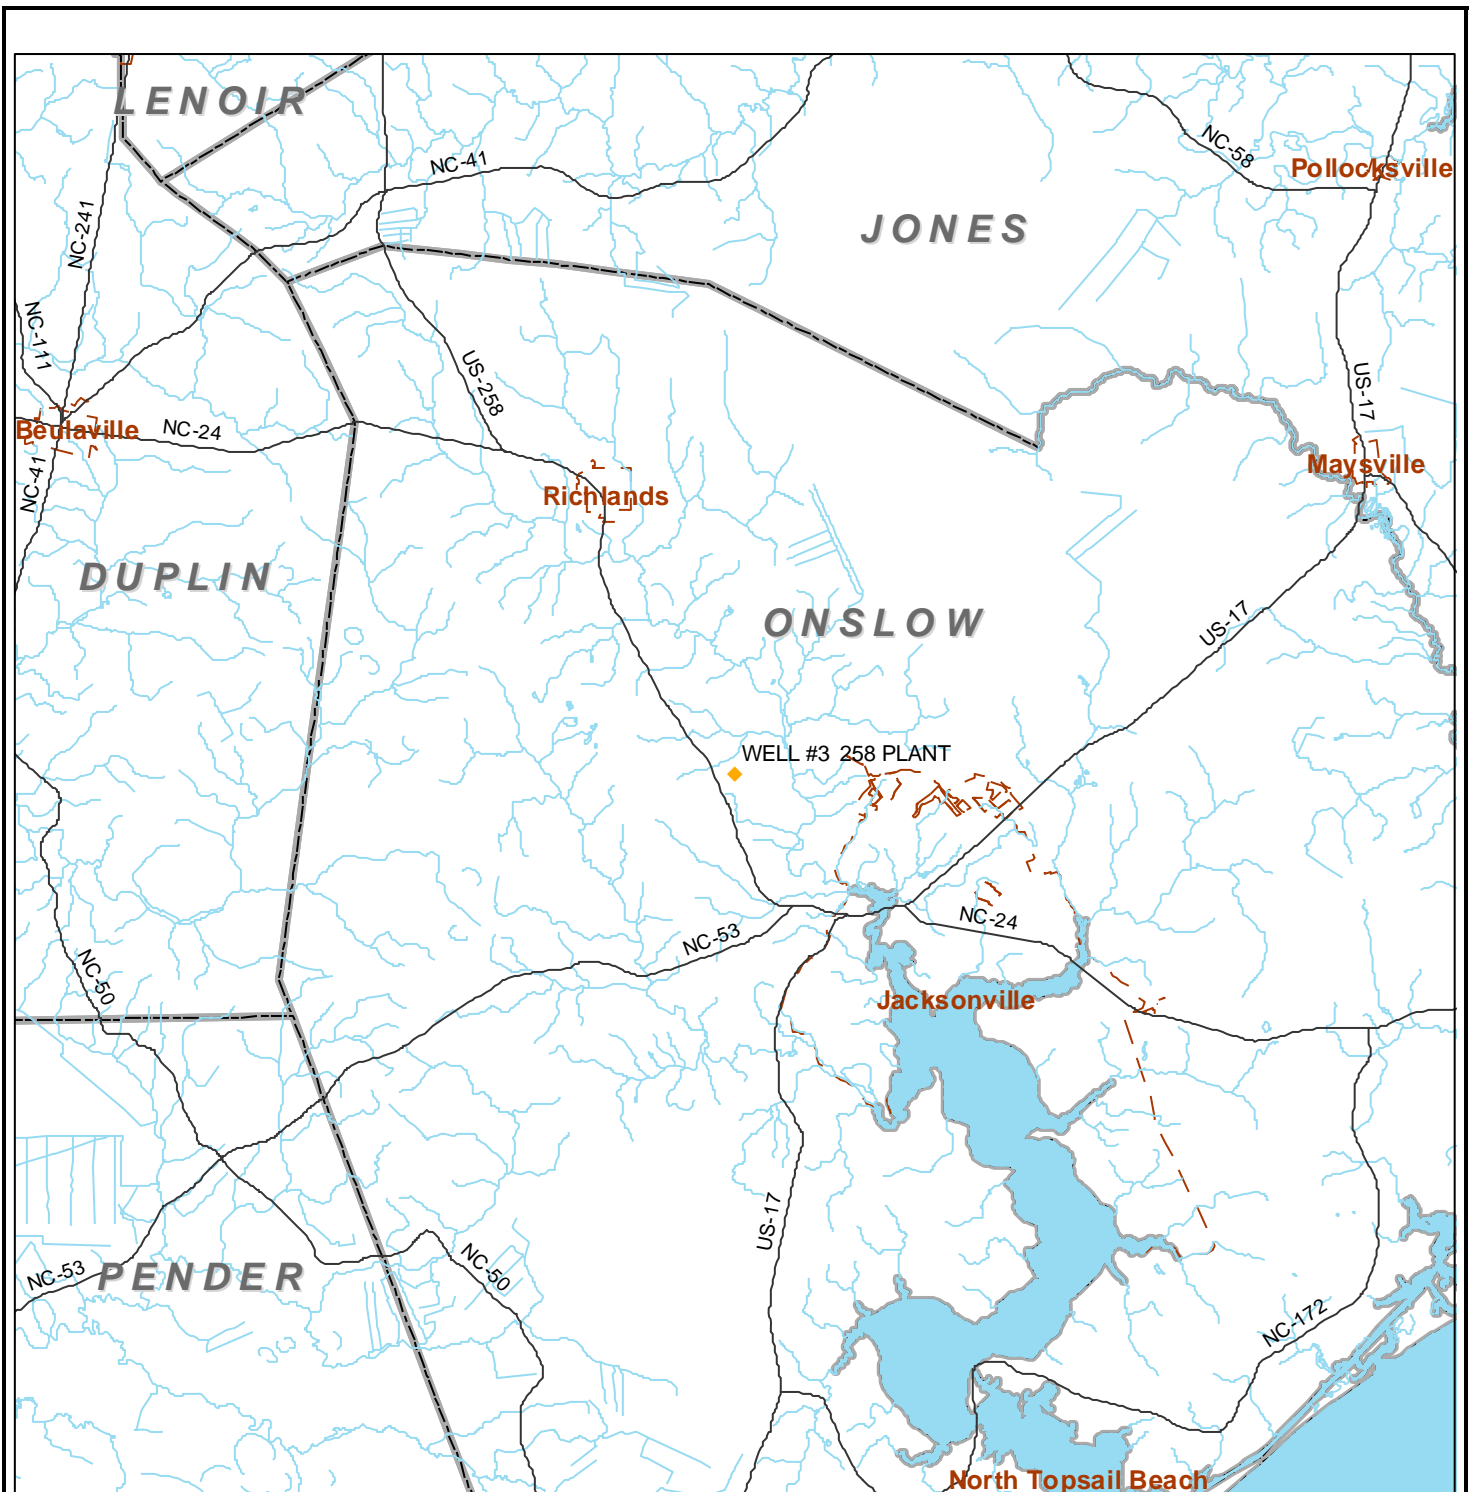 LENOIR
NC-41
NC-58
Pollocksville
NC-241
JONES
NC-111
US-258
US-17
Beulaville
NC-24
Maysville
NC-41
Richlands
DUPLIN
ONSLOW
US-17
WELL #3 258 PLANT
NC-24
NC-53
NC-50
Jacksonville
US-17
NC-53
PENDER
NC-50
NC-172
North Topsail Beach